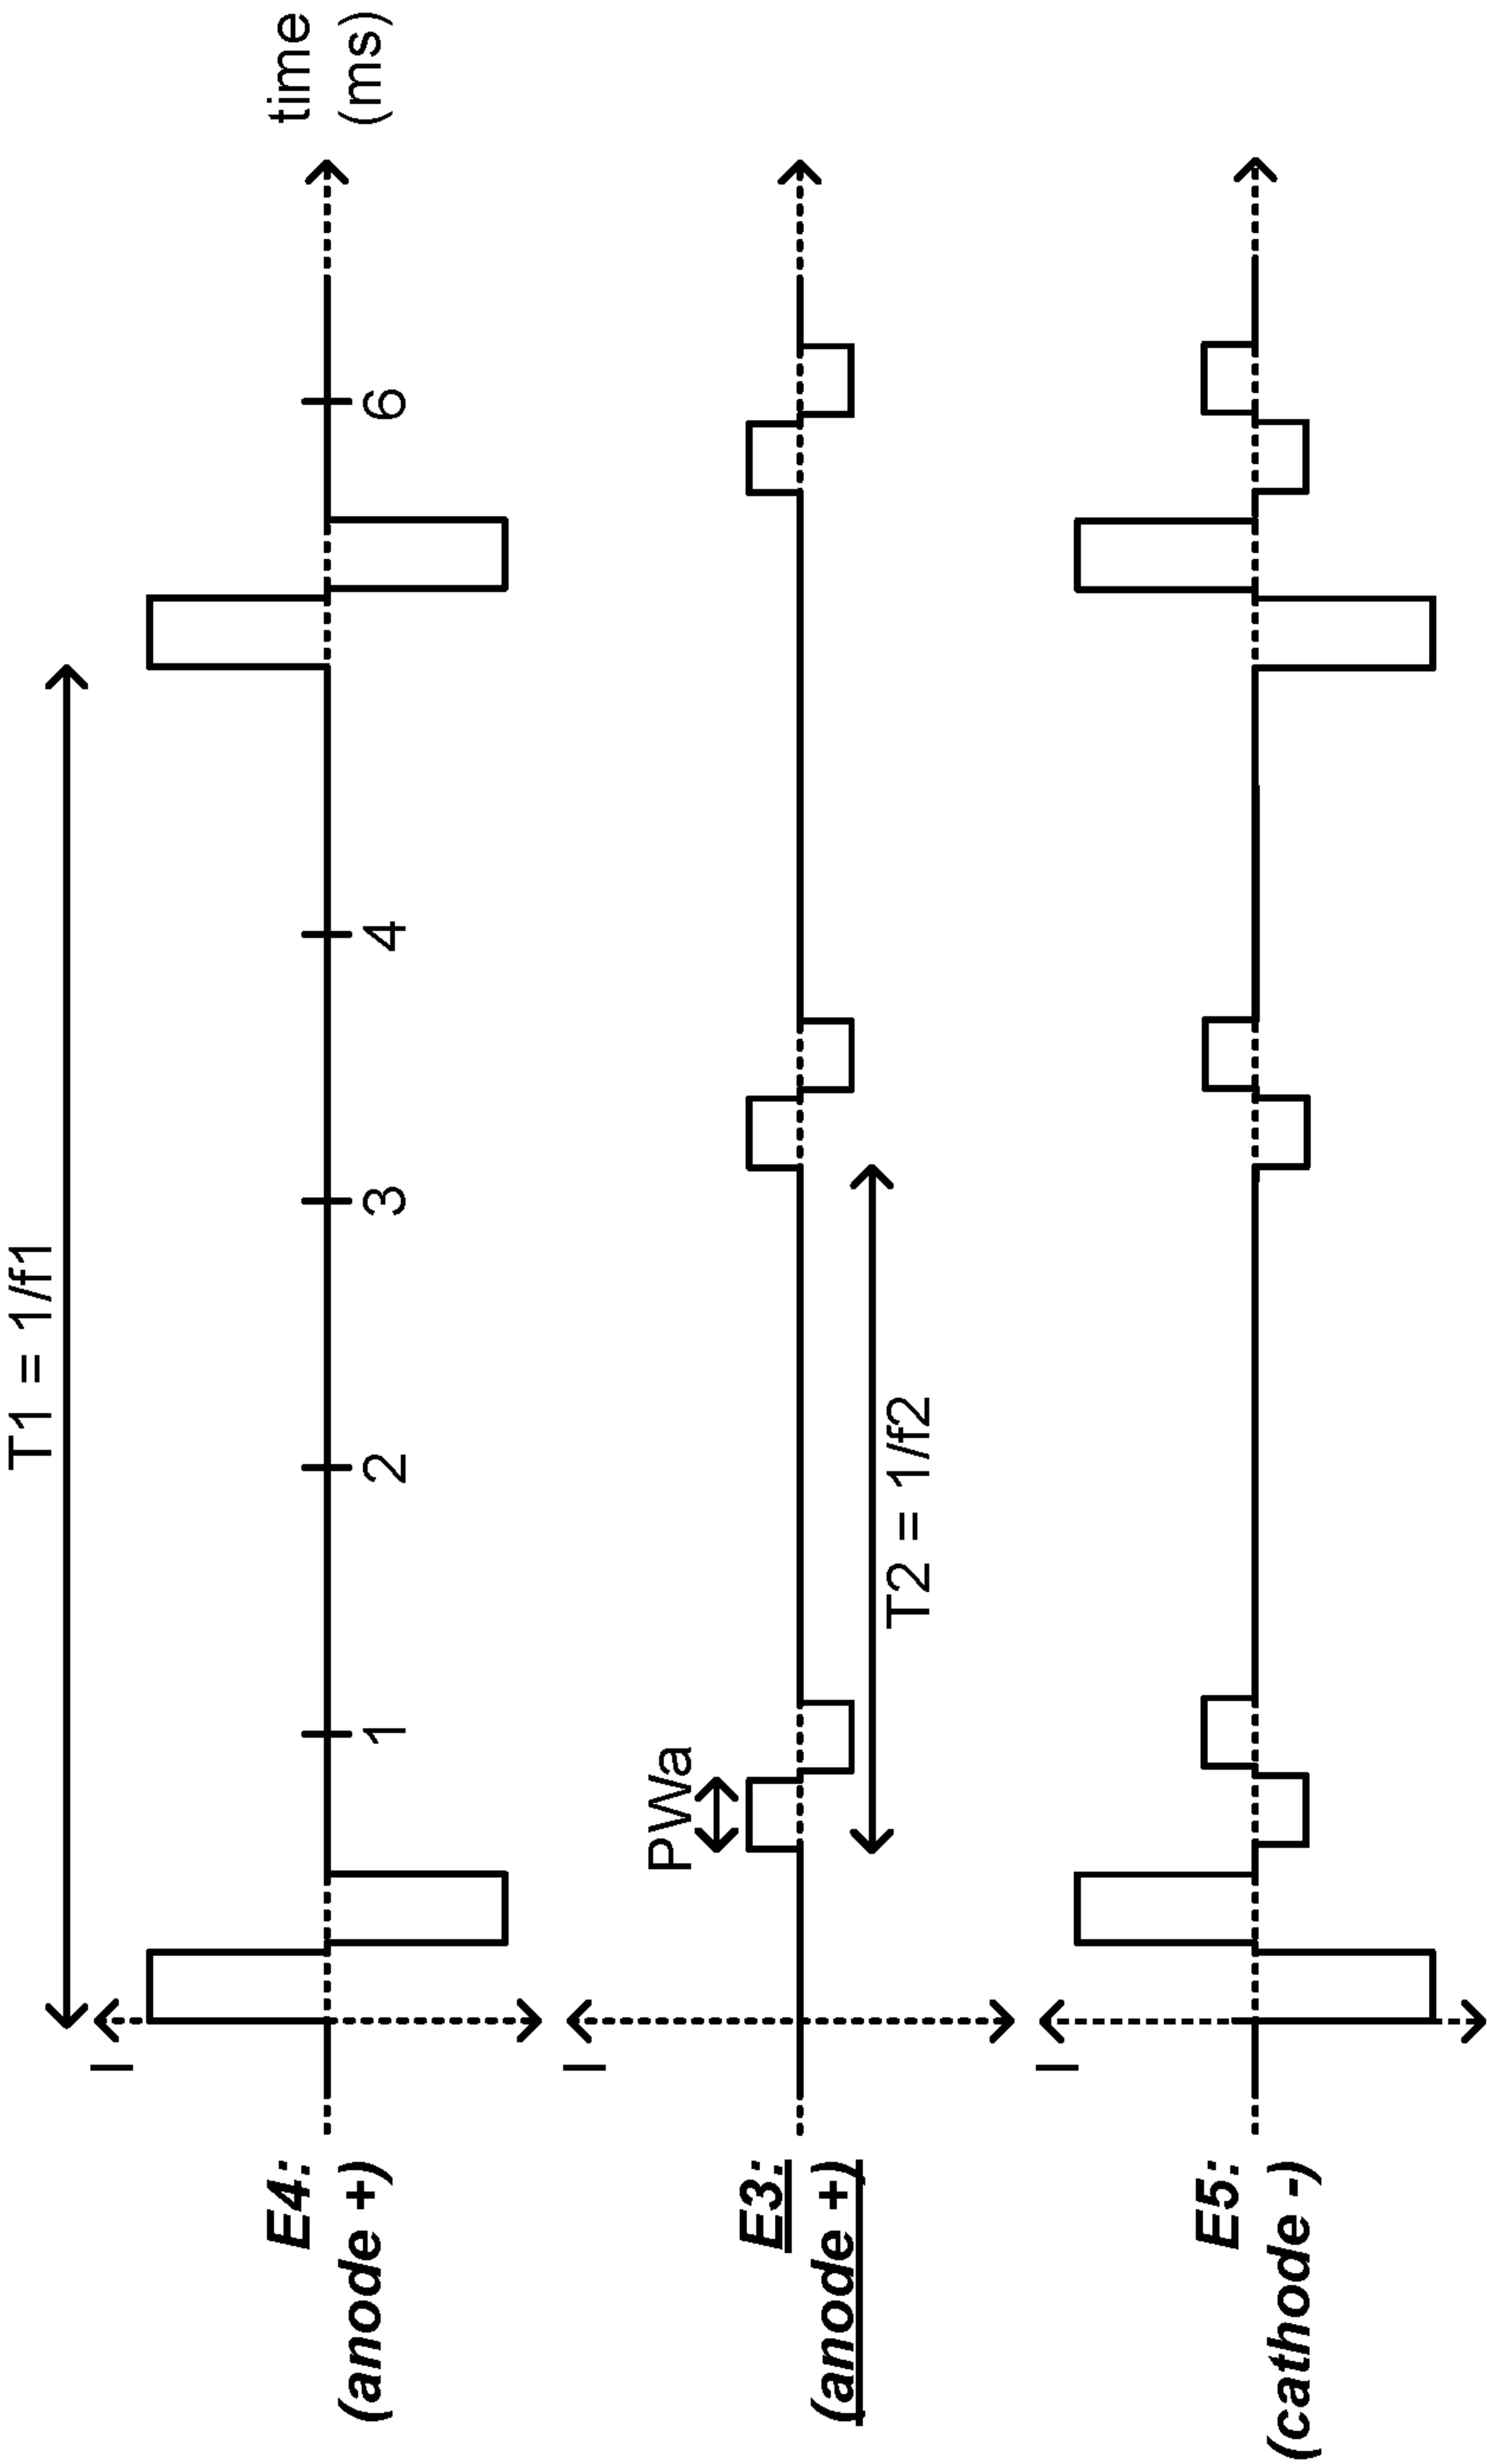 T1 = 1/f1
I
E4:
(anode +)
1
2
3
4
6
time
(ms)
I
E3:
(anode +)
PWa
T2 = 1/f2
I
E5:
(cathode -)